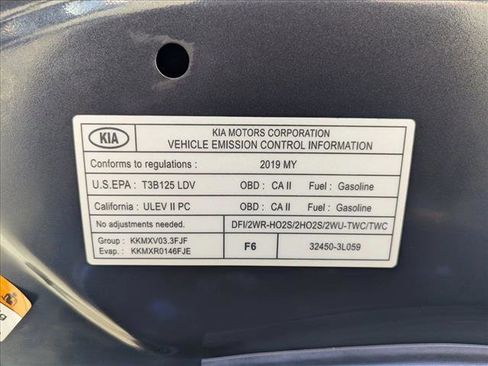 KIA
KIA MOTORS CORPORATION
VEHICLE EMISSION CONTROL INFORMATION
Conforms to regulations : 2019 MY
U.S.EPA : T3B125 LDV OBD : CA II Fuel : Gasoline
California : ULEV II PC OBD : CA II Fuel : Gasoline
No adjustments needed. DFI/2WR-HO2S/2HO2S/2WU-TWC/TWC
Group : KKMXV03.3FJF
Evap. : KKMXR0146FJE
F6 32450-3L059